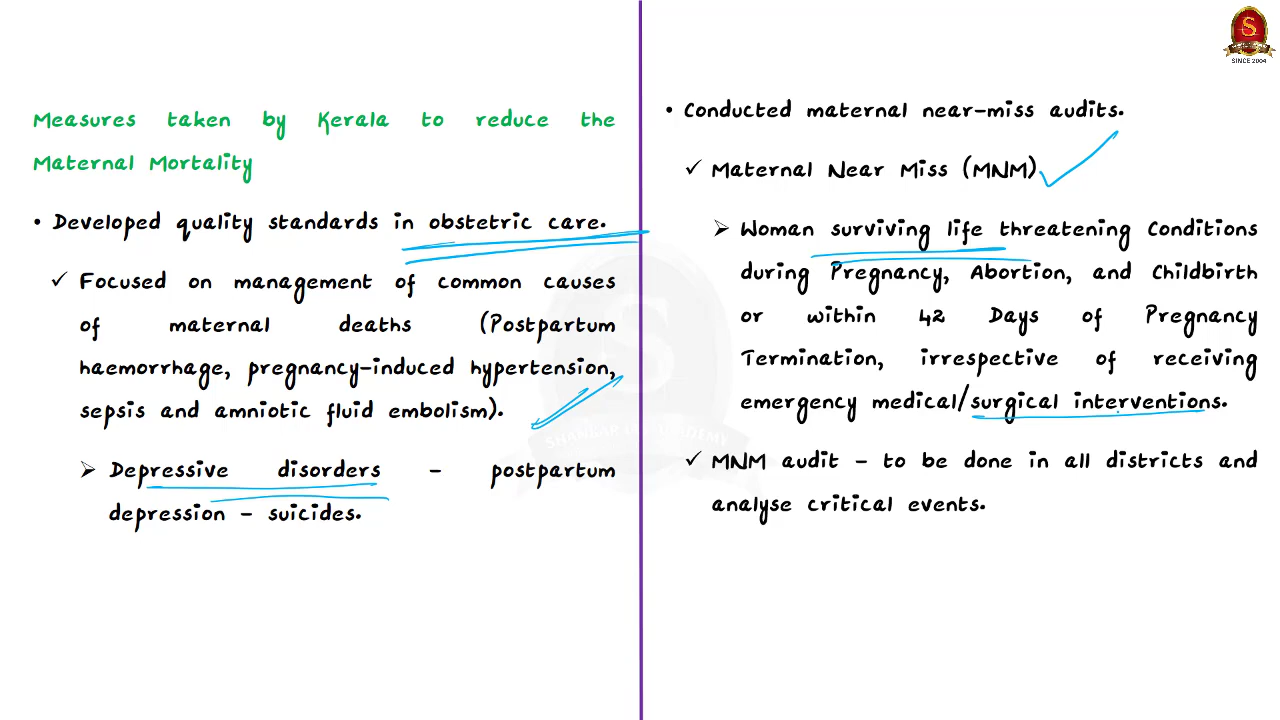 Measures taken by Kerala to reduce the
Maternal Mortality
• Developed quality standards in obstetric care.
✓ Focused on management of common causes
of maternal deaths (Postpartum
haemorrhage, pregnancy-induced hypertension,
sepsis and amniotic fluid embolism).
➢ Depressive disorders – postpartum
depression – suicides.
• Conducted maternal near-miss audits.
✓ Maternal Near Miss (MNM)
➢ Woman surviving life threatening Conditions
during Pregnancy, Abortion, and Childbirth
or within 42 Days of Pregnancy
Termination, irrespective of receiving
emergency medical/surgical interventions.
✓ MNM audit – to be done in all districts and
analyse critical events.
S
SINCE 2004